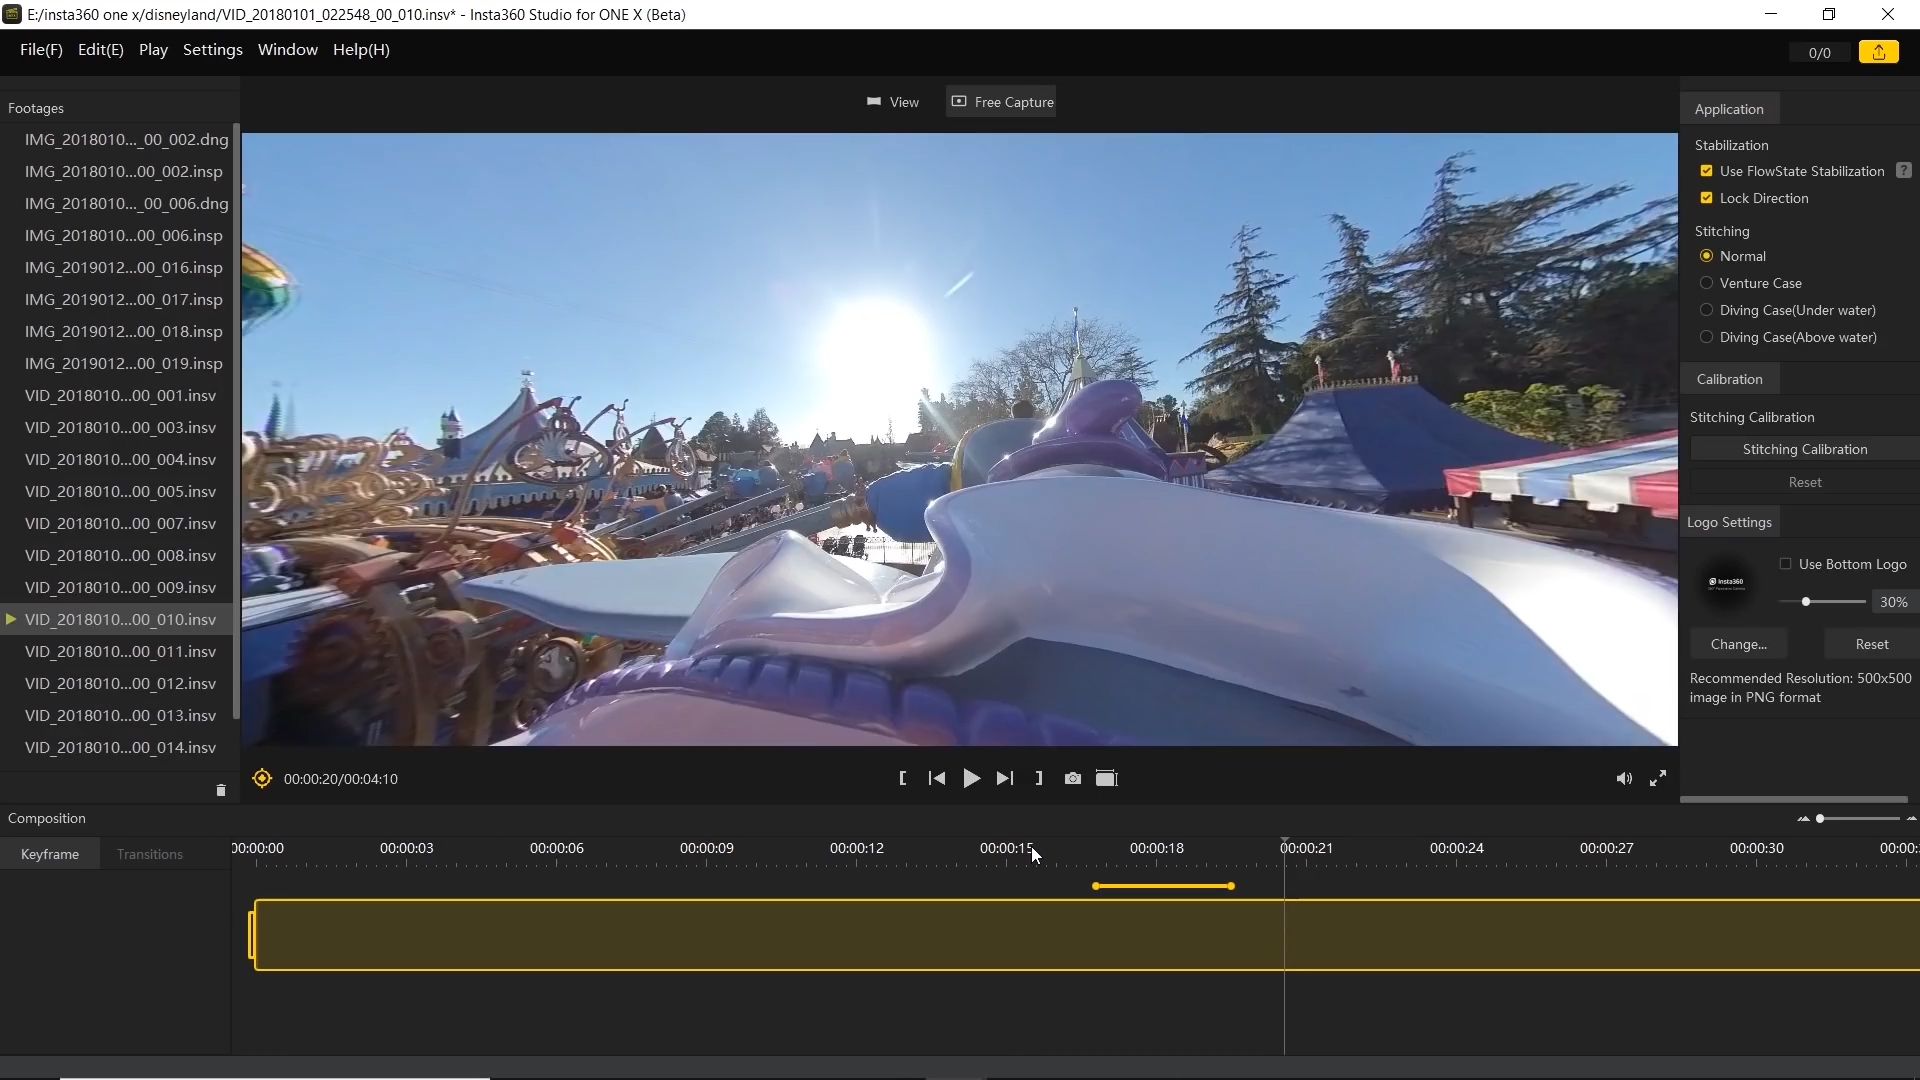 E:/insta360 one x/disneyland/VID_20180101_022548_00_010.insv* - Insta360 Studio for ONE X (Beta)
File(F) Edit(E) Play Settings Window Help(H)
0/0
Footages
View
Free Capture
IMG_2018010..._00_002.dng
IMG_2018010...00_002.insp
IMG_2018010..._00_006.dng
IMG_2018010...00_006.insp
IMG_2019012...00_016.insp
IMG_2019012...00_017.insp
IMG_2019012...00_018.insp
IMG_2019012...00_019.insp
VID_2018010...00_001.insv
VID_2018010...00_003.insv
VID_2018010...00_004.insv
VID_2018010...00_005.insv
VID_2018010...00_007.insv
VID_2018010...00_008.insv
VID_2018010...00_009.insv
VID_2018010...00_010.insv
VID_2018010...00_011.insv
VID_2018010...00_012.insv
VID_2018010...00_013.insv
VID_2018010...00_014.insv
Application
Stabilization
Use FlowState Stabilization ?
Lock Direction
Stitching
Normal
Venture Case
Diving Case(Under water)
Diving Case(Above water)
Calibration
Stitching Calibration
Stitching Calibration
Reset
Logo Settings
Insta360
Use Bottom Logo
30%
Change... Reset
Recommended Resolution: 500x500
image in PNG format
00:00:20/00:04:10
Composition
Keyframe Transitions
00:00:00 00:00:03 00:00:06 00:00:09 00:00:12 00:00:15 00:00:18 00:00:21 00:00:24 00:00:27 00:00:30 00:00: